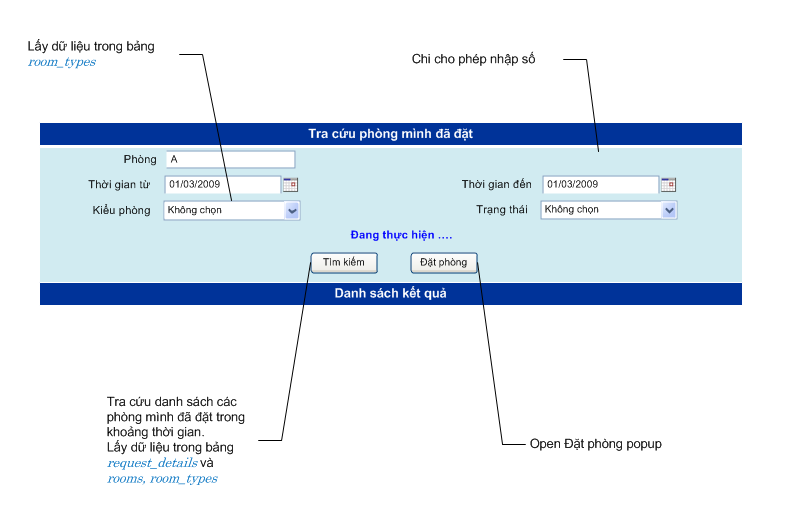 Lấy dữ liệu trong bảng
room_types
Chi cho phép nhập số
Tra cứu phòng mình đã đặt
Phòng A
Thời gian từ 01/03/2009 Thời gian đến 01/03/2009
Kiểu phòng Không chọn Trạng thái Không chọn
Đang thực hiện ....
Tìm kiếm Đặt phòng
Danh sách kết quả
Tra cứu danh sách các
phòng mình đã đặt trong
khoảng thời gian.
Lấy dữ liệu trong bảng
request_details và
rooms, room_types
Open Đặt phòng popup